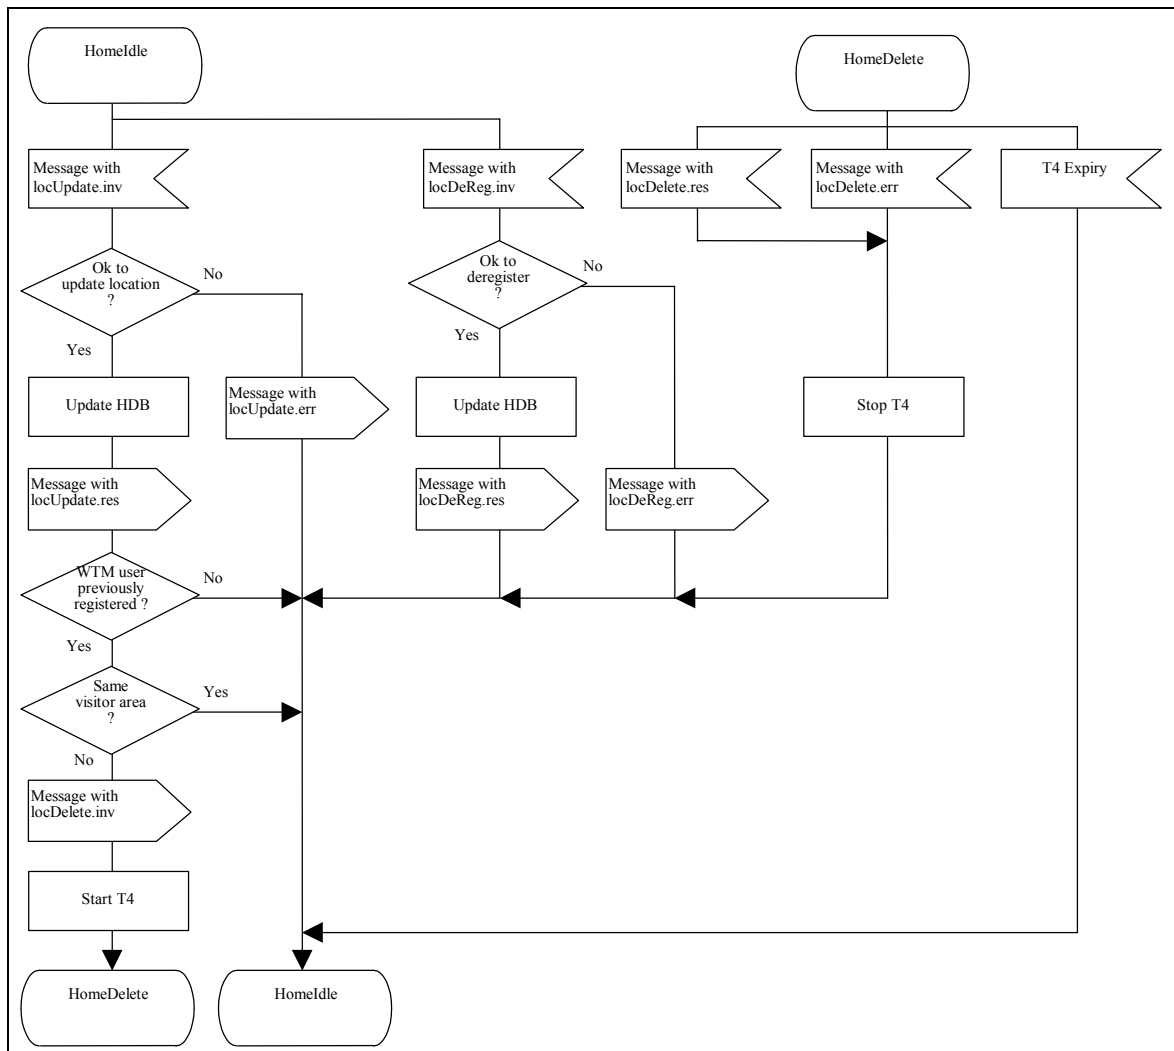 HomeIdle
HomeDelete
Message with
locUpdate.inv
Message with
locDeReg.inv
Message with
locDelete.res
Message with
locDelete.err
T4 Expiry
Ok to
update location
?
No
Ok to
deregister
?
No
Yes
Yes
Update HDB
Message with
locUpdate.err
Update HDB
Stop T4
Message with
locUpdate.res
Message with
locDeReg.res
Message with
locDeReg.err
WTM user
previously
registered ?
No
Yes
Same
visitor area
?
Yes
No
Message with
locDelete.inv
Start T4
HomeDelete
HomeIdle